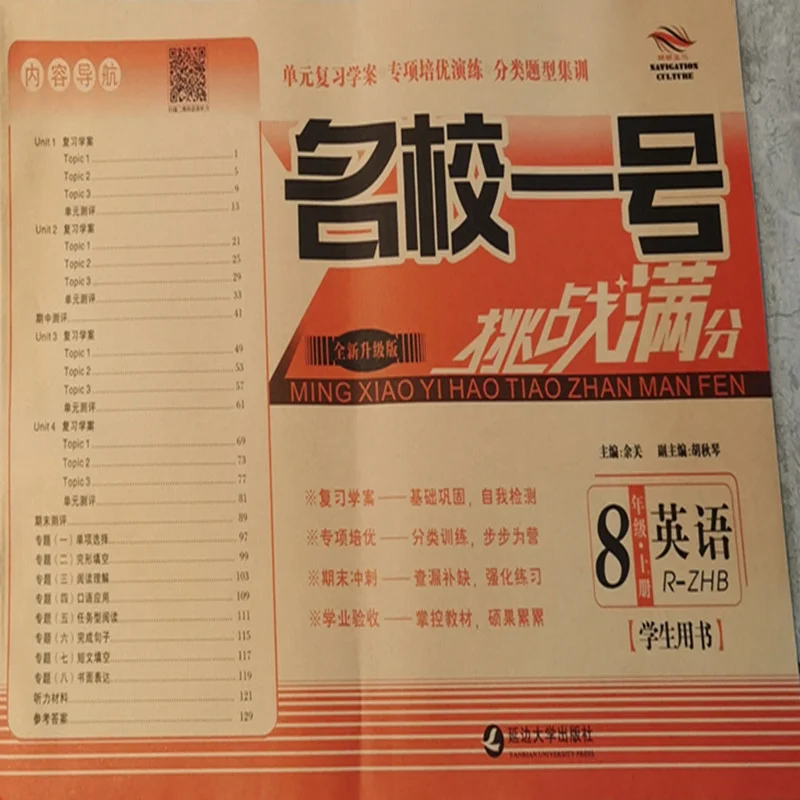 内容导航
扫描二维码获取听力
Unit 1 复习学案
Topic 1 1
Topic 2 5
Topic 3 9
单元测评 13
Unit 2 复习学案
Topic 1 21
Topic 2 25
Topic 3 29
单元测评 33
期中测评 41
Unit 3 复习学案
Topic 1 49
Topic 2 53
Topic 3 57
单元测评 61
Unit 4 复习学案
Topic 1 69
Topic 2 73
Topic 3 77
单元测评 81
期末测评 89
专题（一）单项选择 97
专题（二）完形填空 99
专题（三）阅读理解 103
专题（四）口语应用 109
专题（五）任务型阅读 111
专题（六）完成句子 115
专题（七）短文填空 117
专题（八）书面表达 119
听力材料 121
参考答案 129
单元复习学案 专项培优演练 分类题型集训
NAVIGATION
CULTURE
名校一号
挑战满分
全新升级版
MING XIAO YI HAO TIAO ZHAN MAN FEN
主编:余关 副主编:胡秋琴
※复习学案——基础巩固，自我检测
※专项培优——分类训练，步步为营
※期末冲刺——查漏补缺，强化练习
※学业验收——掌控教材，硕果累累
8年级·上册
英语
R-ZHB
【学生用书】
延边大学出版社
YANBIAN UNIVERSITY PRESS